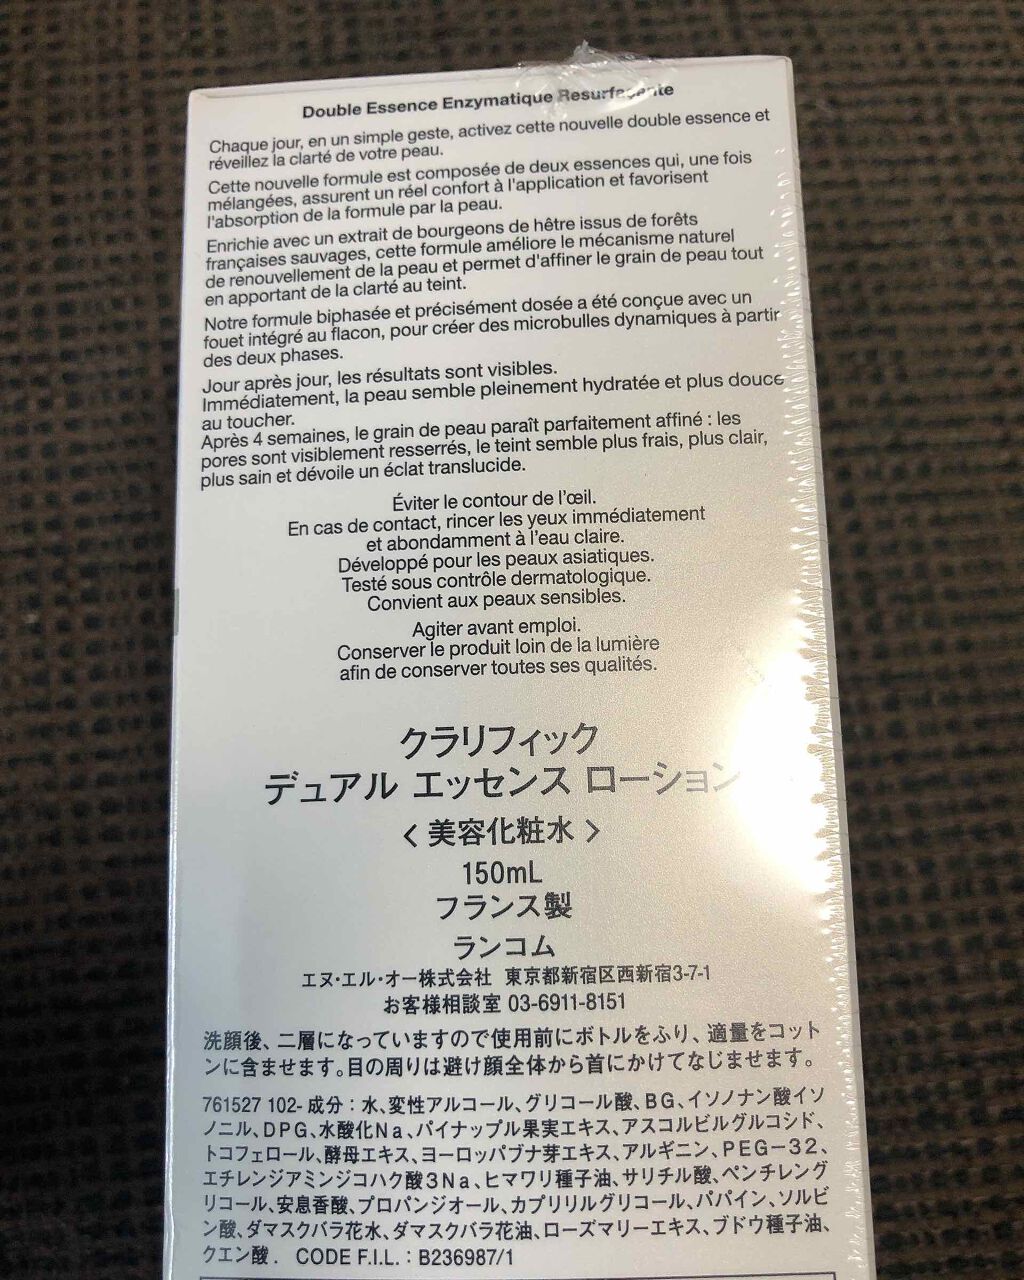 Double Essence Enzymatique Resurfaçante
Chaque jour, en un simple geste, activez cette nouvelle double essence et
réveillez la clarté de votre peau.
Cette nouvelle formule est composée de deux essences qui, une fois
mélangées, assurent un réel confort à l'application et favorisent
l'absorption de la formule par la peau.
Enrichie avec un extrait de bourgeons de hêtre issus de forêts
françaises sauvages, cette formule améliore le mécanisme naturel
de renouvellement de la peau et permet d'affiner le grain de peau tout
en apportant de la clarté au teint.
Notre formule biphasée et précisément dosée a été conçue avec un
fouet intégré au flacon, pour créer des microbulles dynamiques à partir
des deux phases.
Jour après jour, les résultats sont visibles.
Immédiatement, la peau semble pleinement hydratée et plus douce
au toucher.
Après 4 semaines, le grain de peau paraît parfaitement affiné : les
pores sont visiblement resserrés, le teint semble plus frais, plus clair,
plus sain et dévoile un éclat translucide.
Éviter le contour de l'œil.
En cas de contact, rincer les yeux immédiatement
et abondamment à l'eau claire.
Développé pour les peaux asiatiques.
Testé sous contrôle dermatologique.
Convient aux peaux sensibles.
Agiter avant emploi.
Conserver le produit loin de la lumière
afin de conserver toutes ses qualités.
クラリフィック
デュアル エッセンス ローション
< 美容化粧水 >
150mL
フランス製
ランコム
エヌ・エル・オー株式会社 東京都新宿区西新宿3-7-1
お客様相談室 03-6911-8151
洗顔後、二層になっていますので使用前にボトルをふり、適量をコット
ンに含ませます。目の周りは避け顔全体から首にかけてなじませます。
761527 102- 成分：水、変性アルコール、グリコール酸、BG、イソノナン酸イソ
ノニル、DPG、水酸化Na、パイナップル果実エキス、アスコルビルグルコシド、
トコフェロール、酵母エキス、ヨーロッパブナ芽エキス、アルギニン、PEG-32、
エチレンジアミンジコハク酸3Na、ヒマワリ種子油、サリチル酸、ペンチレング
リコール、安息香酸、プロパンジオール、カプリリルグリコール、パパイン、ソルビ
ン酸、ダマスクバラ花水、ダマスクバラ花油、ローズマリーエキス、ブドウ種子油、
クエン酸． CODE F.I.L. : B236987/1